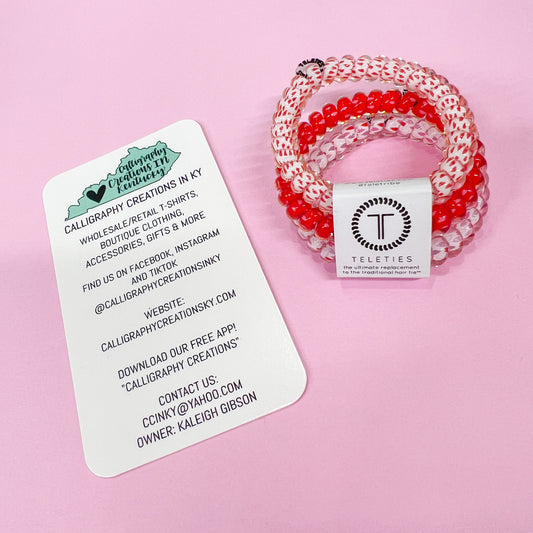 Calligraphy
Creations In
Kentucky
CALLIGRAPHY CREATIONS IN KY
WHOLESALE/RETAIL T-SHIRTS,
BOUTIQUE CLOTHING,
ACCESSORIES, GIFTS & MORE
FIND US ON FACEBOOK, INSTAGRAM
AND TIKTOK
@CALLIGRAPHYCREATIONSINKY
WEBSITE:
CALLIGRAPHYCREATIONSKY.COM
DOWNLOAD OUR FREE APP!
"CALLIGRAPHY CREATIONS"
CONTACT US:
CCINKY@YAHOO.COM
OWNER: KALEIGH GIBSON
#teletribe
T
TELETIES
the ultimate replacement
to the traditional hair tie™